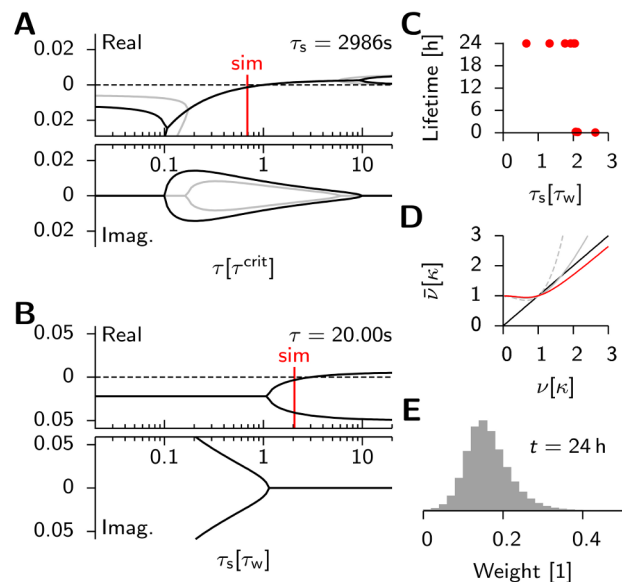 A
Real
τs = 2986s
sim
0.02
0
0.02
0.02
0
0.02
0.1
1
10
Imag.
τ[τcrit]
B
Real
τ = 20.00s
sim
0
0.05
0.1
1
10
0.05
0
0.05
Imag.
τs[τw]
C
Lifetime [h]
24
18
12
6
0
0
1
2
3
τs[τw]
D
ν̄[κ]
3
2
1
0
0
1
2
3
ν[κ]
E
t = 24 h
0
0.2
0.4
Weight [1]